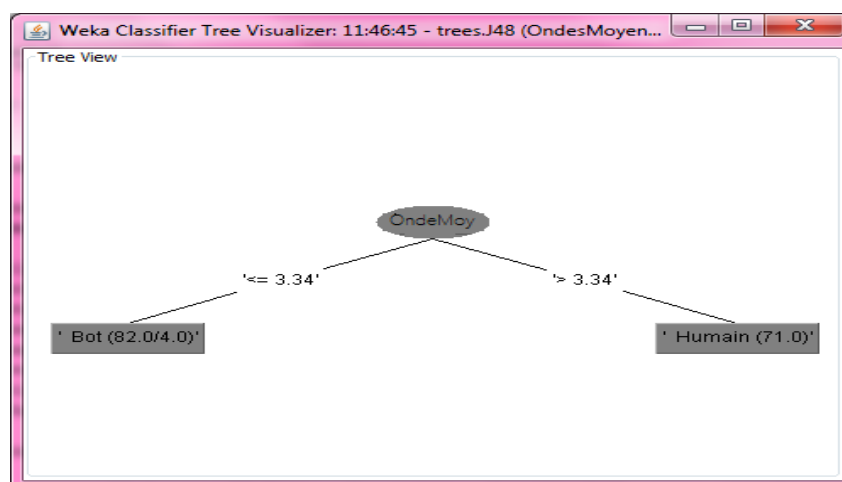 Weka Classifier Tree Visualizer: 11:46:45 - trees.J48 (OndesMoyen...
Tree View
OndeMoy
'<= 3.34' '> 3.34'
' Bot (82.0/4.0)' ' Humain (71.0)'